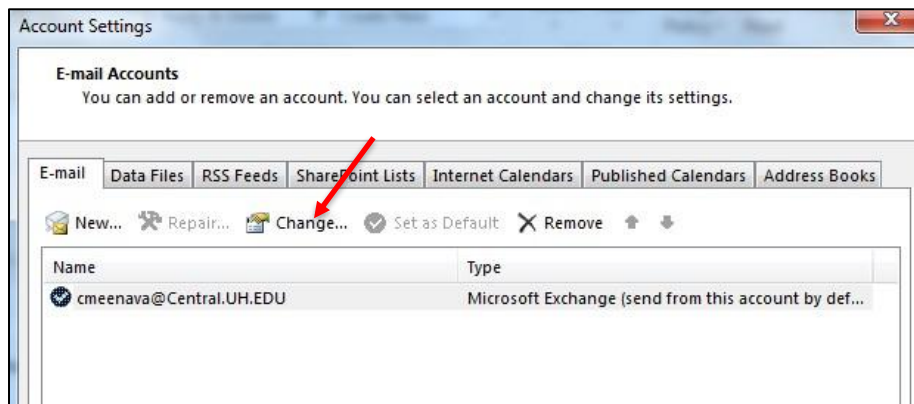 Account Settings
E-mail Accounts
You can add or remove an account. You can select an account and change its settings.
E-mail Data Files RSS Feeds SharePoint Lists Internet Calendars Published Calendars Address Books
New... Repair... Change... Set as Default Remove
Name Type
cmeenava@Central.UH.EDU Microsoft Exchange (send from this account by def...